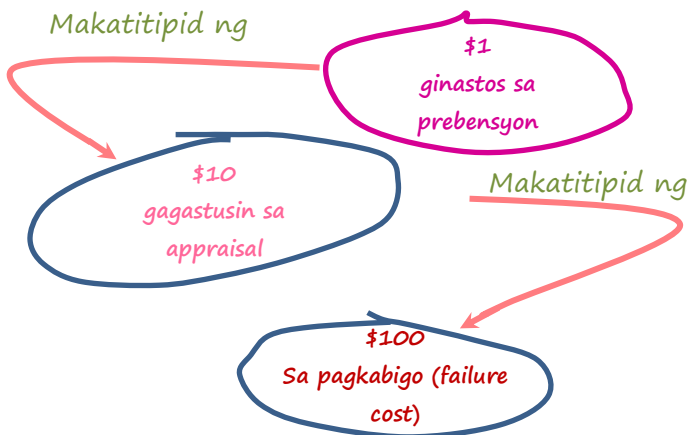 Makatitipid ng
$1
ginastos sa
prebensyon
$10
gagastusin sa
appraisal
Makatitipid ng
$100
Sa pagkabigo (failure
cost)